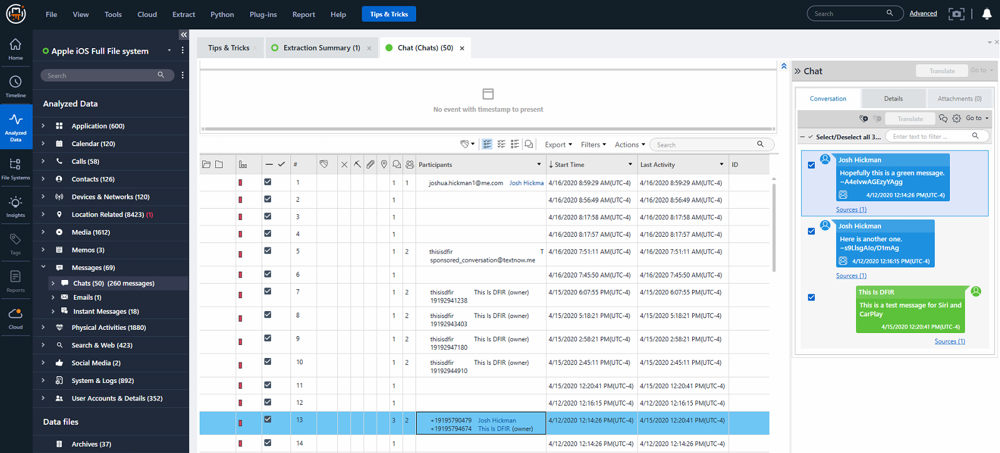 File View Tools Cloud Extract Python Plug-ins Report Help Tips & Tricks Search Advanced
Home
Timeline
Analyzed
Data
File Systems
Insights
Tags
Reports
Cloud
Apple iOS Full File system
Search
Analyzed Data
Application (600)
Calendar (120)
Calls (58)
Contacts (126)
Devices & Networks (120)
Location Related (8423) (1)
Media (1612)
Memos (3)
Messages (69)
Chats (50) (260 messages)
Emails (1)
Instant Messages (18)
Physical Activities (1880)
Search & Web (423)
Social Media (2)
System & Logs (892)
User Accounts & Details (352)
Data files
Archives (37)
Tips & Tricks Extraction Summary (1) Chat (Chats) (50)
No event with timestamp to present
Export Filters Actions Search
# Participants Start Time Last Activity ID
1 1 1 joshua.hickman1@me.com Josh Hickma 4/16/2020 8:59:29 AM(UTC-4) 4/16/2020 8:59:29 AM(UTC-4)
2 1 4/16/2020 8:56:49 AM(UTC-4) 4/16/2020 8:56:49 AM(UTC-4)
3 1 4/16/2020 8:17:58 AM(UTC-4) 4/16/2020 8:17:58 AM(UTC-4)
4 1 4/16/2020 8:17:57 AM(UTC-4) 4/16/2020 8:17:57 AM(UTC-4)
5 1 2 thisisdfir T 4/16/2020 7:51:11 AM(UTC-4) 4/16/2020 7:51:11 AM(UTC-4)
sponsored_conversation@textnow.me
6 1 4/16/2020 7:45:50 AM(UTC-4) 4/16/2020 7:45:50 AM(UTC-4)
7 1 2 thisisdfir This Is DFIR (owner) 4/15/2020 6:07:55 PM(UTC-4) 4/15/2020 6:07:55 PM(UTC-4)
19192941238
8 1 2 thisisdfir This Is DFIR (owner) 4/15/2020 5:18:21 PM(UTC-4) 4/15/2020 5:18:21 PM(UTC-4)
19192943403
9 1 2 thisisdfir This Is DFIR (owner) 4/15/2020 2:58:21 PM(UTC-4) 4/15/2020 2:58:21 PM(UTC-4)
19192947180
10 1 2 thisisdfir This Is DFIR (owner) 4/15/2020 2:45:11 PM(UTC-4) 4/15/2020 2:45:11 PM(UTC-4)
19192944910
11 1 4/15/2020 12:20:41 PM(UTC-4) 4/15/2020 12:20:41 PM(UTC-4)
12 1 4/12/2020 12:16:15 PM(UTC-4) 4/12/2020 12:16:15 PM(UTC-4)
13 3 2 +19195790479 Josh Hickman 4/12/2020 12:14:26 PM(UTC-4) 4/15/2020 12:20:41 PM(UTC-4)
+19195794674 This Is DFIR (owner)
14 1 4/12/2020 12:14:26 PM(UTC-4) 4/12/2020 12:14:26 PM(UTC-4)
Chat Translate Go to
Conversation Details Attachments (0)
Translate Go to
Select/Deselect all 3... Enter text to filter ...
Josh Hickman
Hopefully this is a green message.
~A4eIvwAGEzyYAgg
4/12/2020 12:14:26 PM(UTC-4)
Sources (1)
Josh Hickman
Here is another one.
~s9LlsgAio/D1mAg
4/12/2020 12:16:15 PM(UTC-4)
Sources (1)
This Is DFIR
This is a test message for Siri and
CarPlay
4/15/2020 12:20:41 PM(UTC-4)
Sources (1)